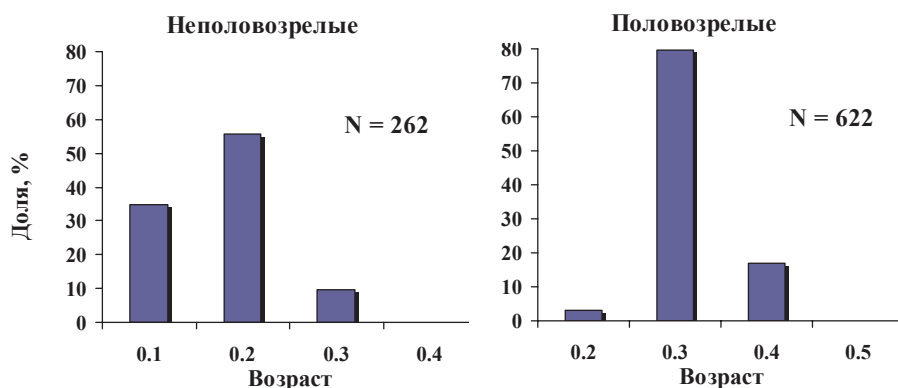 Неполовозрелые
80
70
60
50
40
30
20
10
0
Доля, %
N = 262
0.1 0.2 0.3 0.4
Возраст
Половозрелые
80
70
60
50
40
30
20
10
0
N = 622
0.2 0.3 0.4 0.5
Возраст